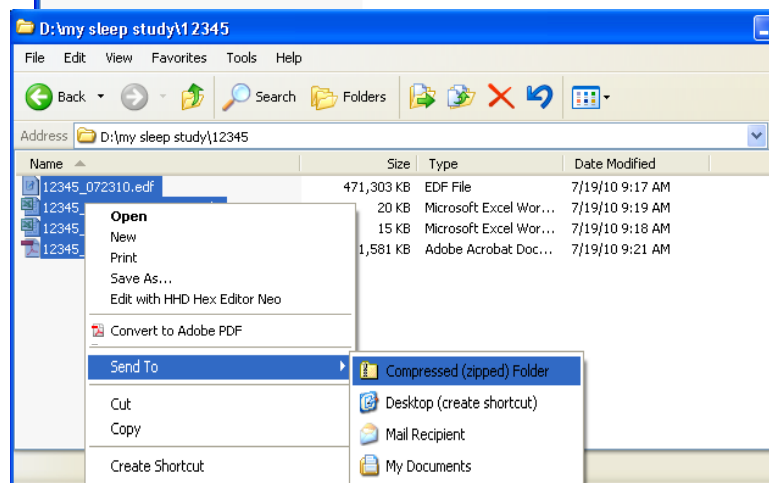 D:\my sleep study\12345
File Edit View Favorites Tools Help
Back Search Folders
Address D:\my sleep study\12345
Name Size Type Date Modified
12345_072310.edf 471,303 KB EDF File 7/19/10 9:17 AM
12345_ 20 KB Microsoft Excel Wor... 7/19/10 9:19 AM
12345_ 15 KB Microsoft Excel Wor... 7/19/10 9:18 AM
12345_ 1,581 KB Adobe Acrobat Doc... 7/19/10 9:21 AM
Open
New
Print
Save As...
Edit with HHD Hex Editor Neo
Convert to Adobe PDF
Send To
Compressed (zipped) Folder
Desktop (create shortcut)
Mail Recipient
My Documents
Cut
Copy
Create Shortcut